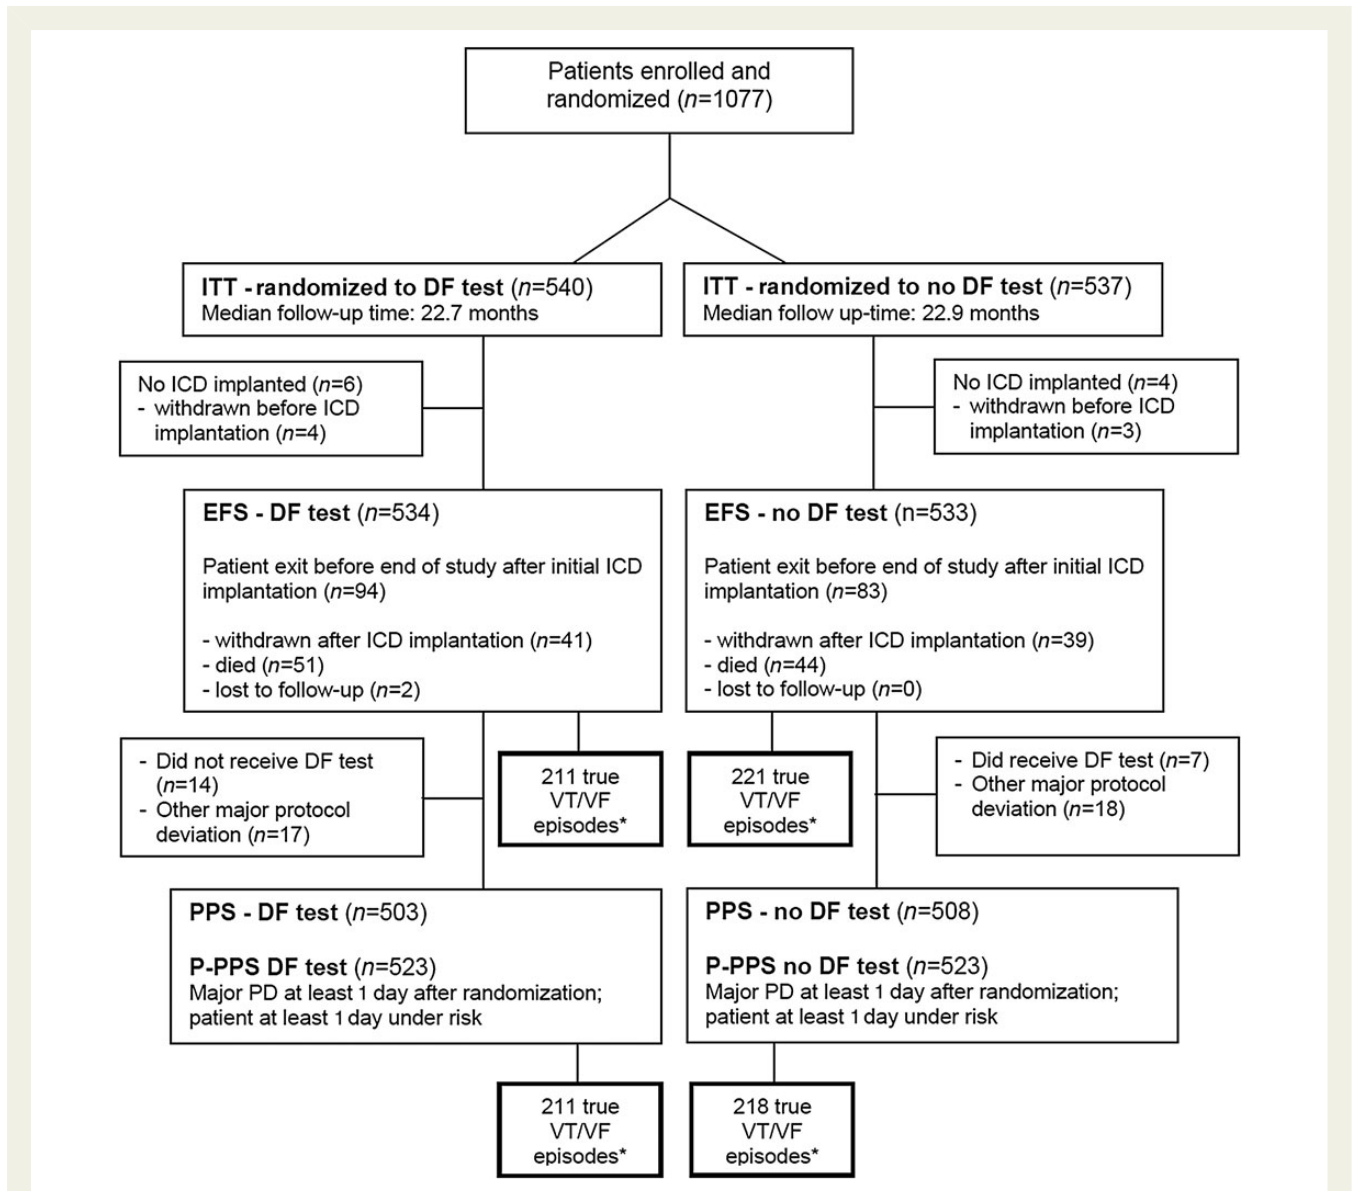 Patients enrolled and
randomized (n=1077)
ITT - randomized to DF test (n=540)
Median follow-up time: 22.7 months
ITT - randomized to no DF test (n=537)
Median follow up-time: 22.9 months
No ICD implanted (n=6)
- withdrawn before ICD
implantation (n=4)
No ICD implanted (n=4)
- withdrawn before ICD
implantation (n=3)
EFS - DF test (n=534)
Patient exit before end of study after initial ICD
implantation (n=94)
- withdrawn after ICD implantation (n=41)
- died (n=51)
- lost to follow-up (n=2)
EFS - no DF test (n=533)
Patient exit before end of study after initial ICD
implantation (n=83)
- withdrawn after ICD implantation (n=39)
- died (n=44)
- lost to follow-up (n=0)
- Did not receive DF test
(n=14)
- Other major protocol
deviation (n=17)
211 true
VT/VF
episodes*
221 true
VT/VF
episodes*
- Did receive DF test (n=7)
- Other major protocol
deviation (n=18)
PPS - DF test (n=503)
P-PPS DF test (n=523)
Major PD at least 1 day after randomization;
patient at least 1 day under risk
PPS - no DF test (n=508)
P-PPS no DF test (n=523)
Major PD at least 1 day after randomization;
patient at least 1 day under risk
211 true
VT/VF
episodes*
218 true
VT/VF
episodes*